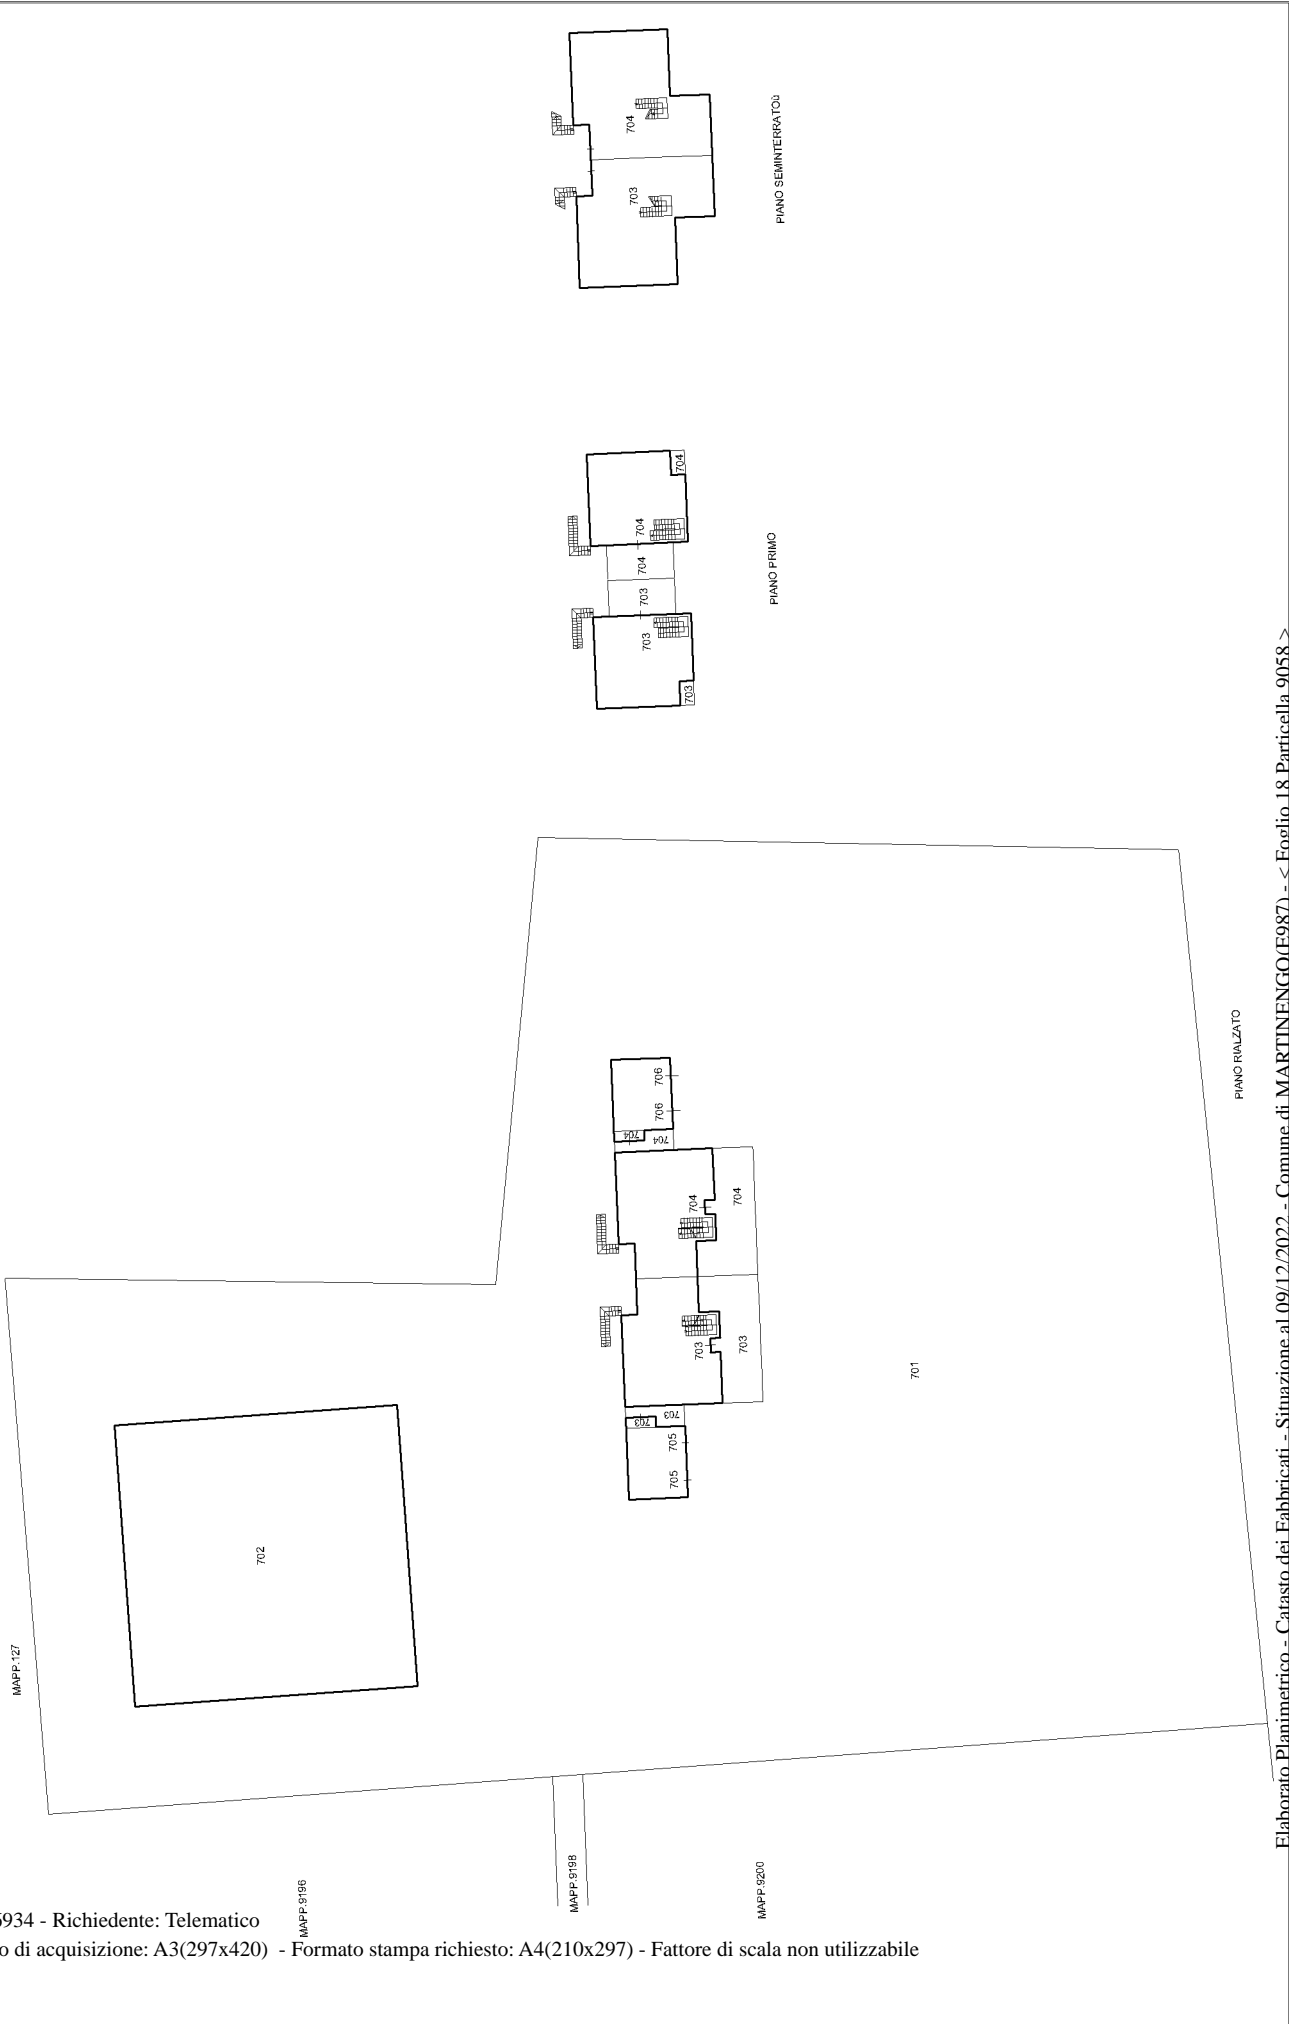 704
703
PIANO SEMINTERRATOù
704
704
704
703
703
703
PIANO PRIMO
706
706
704
704
704
704
703
703
703
703
705
705
701
702
PIANO RIALZATO
MAPP.127
MAPP.9196
MAPP.9198
MAPP.9200
Elaborato Planimetrico - Catasto dei Fabbricati - Situazione al 09/12/2022 - Comune di MARTINENGO(E987) - < Foglio 18 Particella 9058 >
6934 - Richiedente: Telematico
o di acquisizione: A3(297x420) - Formato stampa richiesto: A4(210x297) - Fattore di scala non utilizzabile